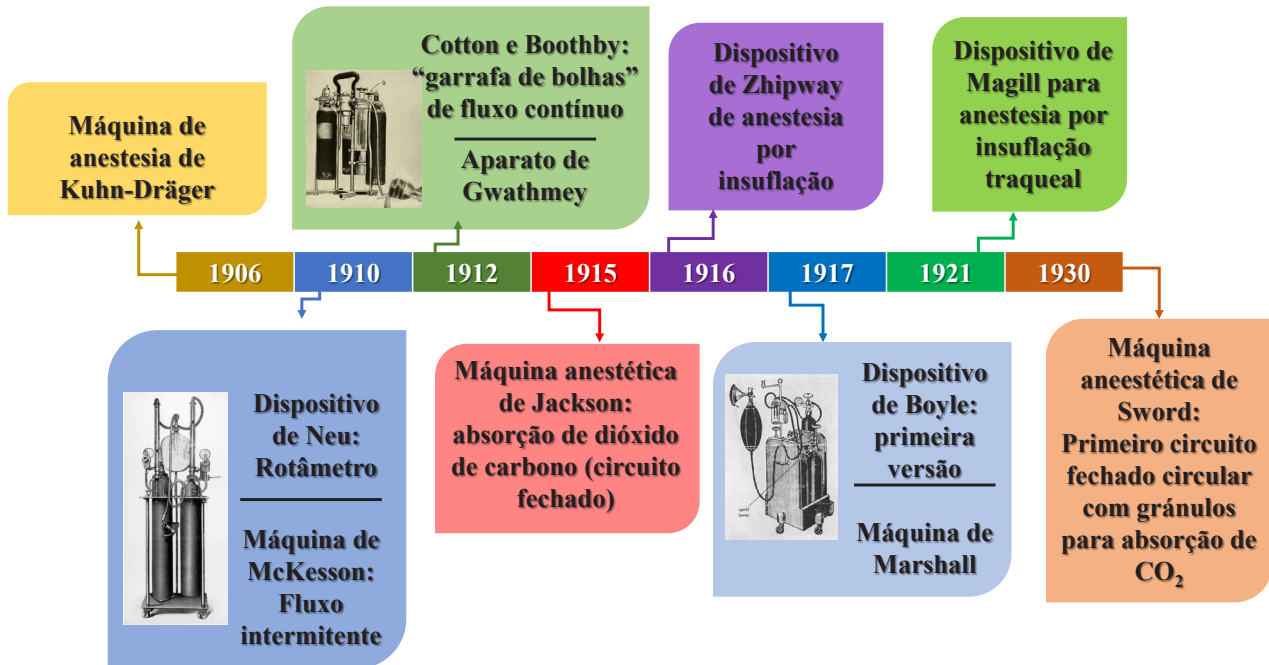 Máquina de
anestesia de
Kuhn-Dräger
Cotton e Boothby:
“garrafa de bolhas”
de fluxo contínuo
Aparato de
Gwathmey
Dispositivo
de Zhipway
de anestesia
por
insuflação
Dispositivo de
Magill para
anestesia por
insuflação
traqueal
1906
1910
1912
1915
1916
1917
1921
1930
Dispositivo
de Neu:
Rotâmetro
Máquina de
McKesson:
Fluxo
intermitente
Máquina anestética
de Jackson:
absorção de dióxido
de carbono (circuito
fechado)
Dispositivo
de Boyle:
primeira
versão
Máquina de
Marshall
Máquina
aneestética de
Sword:
Primeiro circuito
fechado circular
com gránulos
para absorção de
CO₂